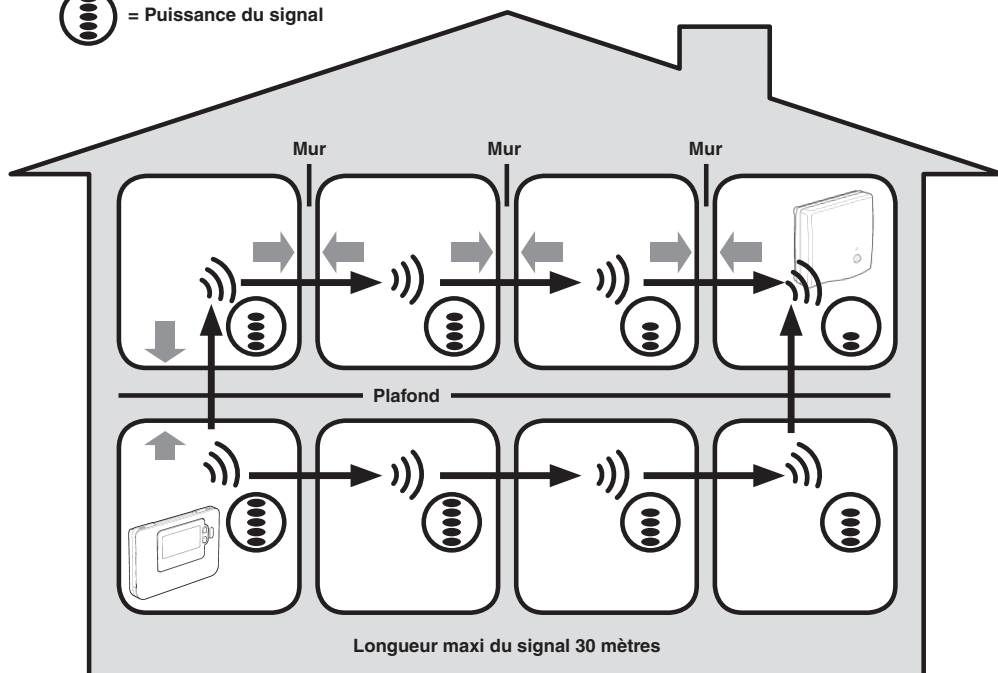 = Puissance du signal
Mur Mur Mur
Plafond
Longueur maxi du signal 30 mètres